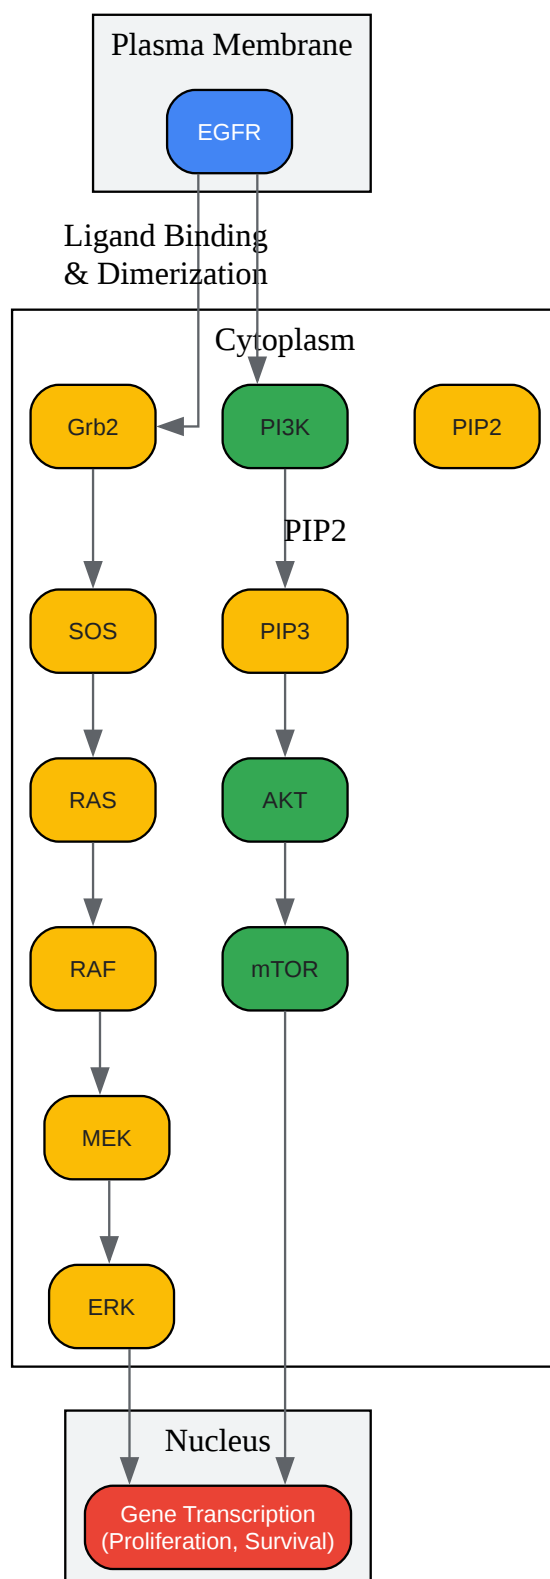 Plasma Membrane
EGFR
Ligand Binding
& Dimerization
Cytoplasm
Grb2
PI3K
PIP2
PIP2
SOS
PIP3
RAS
AKT
RAF
mTOR
MEK
ERK
Nucleus
Gene Transcription
(Proliferation, Survival)